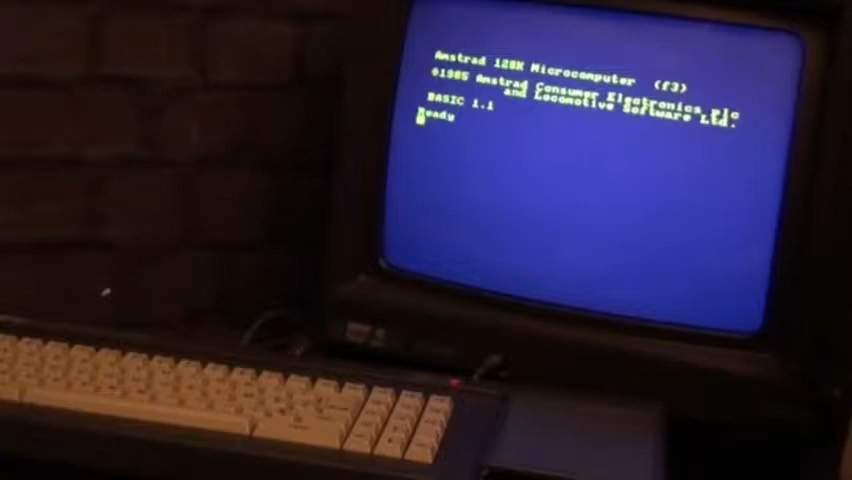 Amstrad 128K Microcomputer (f3)
©1985 Amstrad Consumer Electronics plc
and Locomotive Software Ltd.
BASIC 1.1
Ready